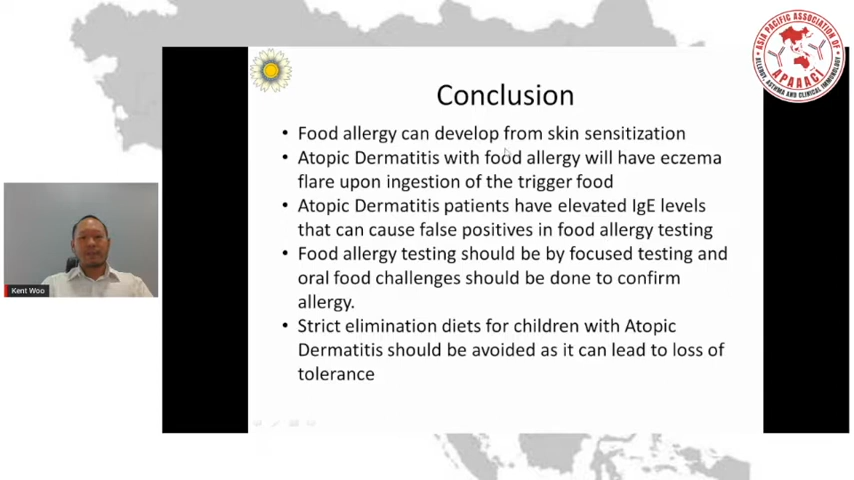 Conclusion
• Food allergy can develop from skin sensitization
• Atopic Dermatitis with food allergy will have eczema
flare upon ingestion of the trigger food
• Atopic Dermatitis patients have elevated IgE levels
that can cause false positives in food allergy testing
• Food allergy testing should be by focused testing and
oral food challenges should be done to confirm
allergy.
• Strict elimination diets for children with Atopic
Dermatitis should be avoided as it can lead to loss of
tolerance
Kent Woo
ASIA PACIFIC ASSOCIATION OF
ALLERGY, ASTHMA AND CLINICAL IMMUNOLOGY
APAAACI